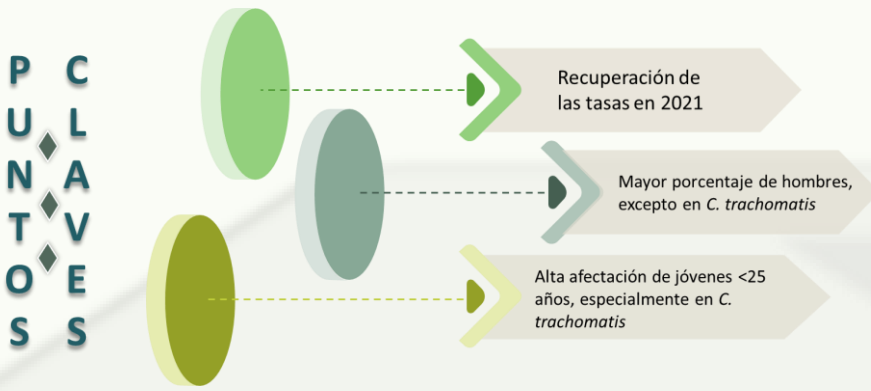 PUNTOS
CLAVES
Recuperación de
las tasas en 2021
Mayor porcentaje de hombres,
excepto en C. trachomatis
Alta afectación de jóvenes <25
años, especialmente en C.
trachomatis